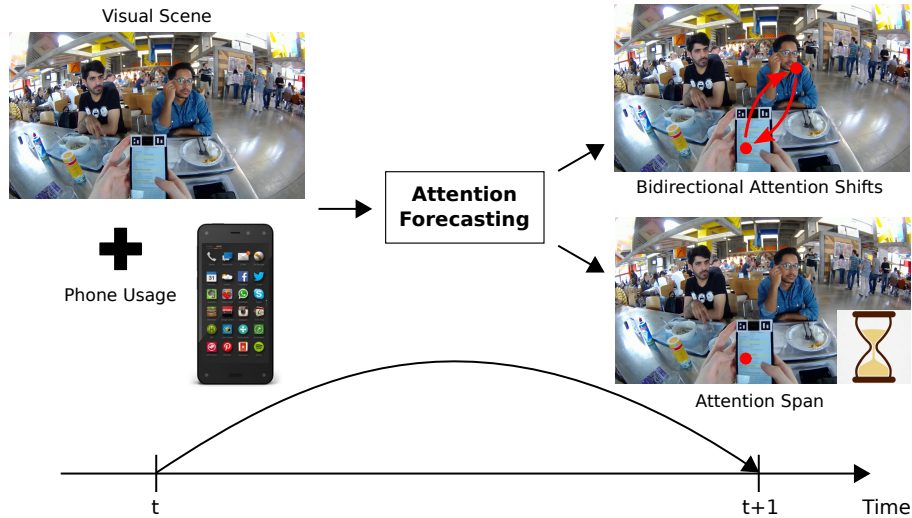 Visual Scene
Phone Usage
Attention
Forecasting
Bidirectional Attention Shifts
Attention Span
t
t+1
Time